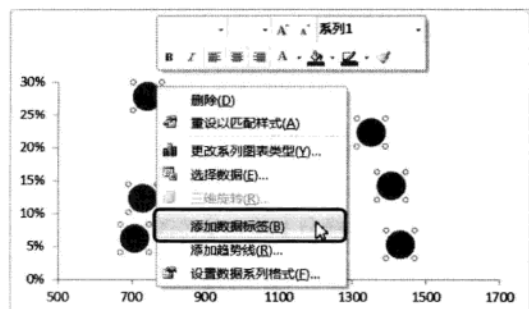 系列1
A A
B I A
30%
25%
20%
15%
10%
5%
0%
删除(D)
重设以匹配样式(A)
更改系列图表类型(Y)...
选择数据(E)...
三维旋转(R)...
添加数据标签(B)
添加趋势线(R)...
设置数据系列格式(F)...
500 700 900 1100 1300 1500 1700